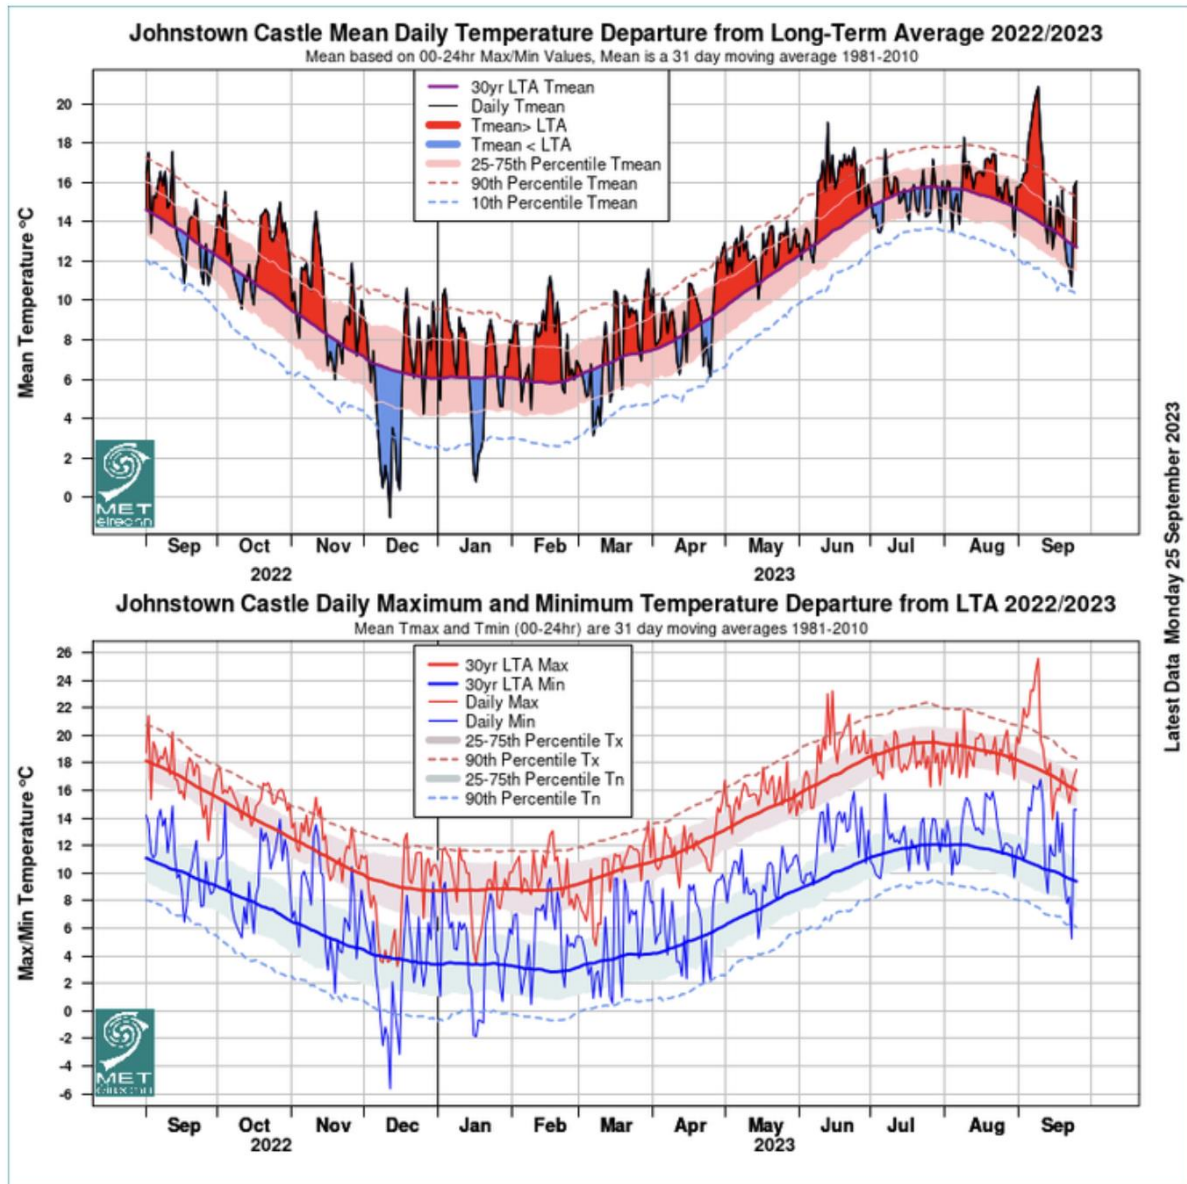 Johnstown Castle Mean Daily Temperature Departure from Long-Term Average 2022/2023
Mean based on 00-24hr Max/Min Values, Mean is a 31 day moving average 1981-2010
30yr LTA Tmean
Daily Tmean
Tmean> LTA
Tmean < LTA
25-75th Percentile Tmean
90th Percentile Tmean
10th Percentile Tmean
Mean Temperature °C
20
18
16
14
12
10
8
6
4
2
0
MET
éireann
Sep Oct Nov Dec Jan Feb Mar Apr May Jun Jul Aug Sep
2022 2023
Johnstown Castle Daily Maximum and Minimum Temperature Departure from LTA 2022/2023
Mean Tmax and Tmin (00-24hr) are 31 day moving averages 1981-2010
30yr LTA Max
30yr LTA Min
Daily Max
Daily Min
25-75th Percentile Tx
90th Percentile Tx
25-75th Percentile Tn
90th Percentile Tn
Max/Min Temperature °C
26
24
22
20
18
16
14
12
10
8
6
4
2
0
-2
-4
-6
MET
éireann
Sep Oct Nov Dec Jan Feb Mar Apr May Jun Jul Aug Sep
2022 2023
Latest Data Monday 25 September 2023